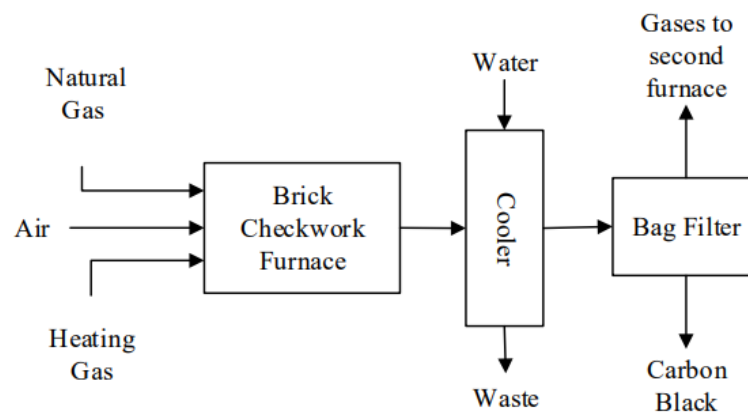 Natural
Gas
Air
Heating
Gas
Brick
Checkwork
Furnace
Water
Cooler
Waste
Gases to
second
furnace
Bag Filter
Carbon
Black